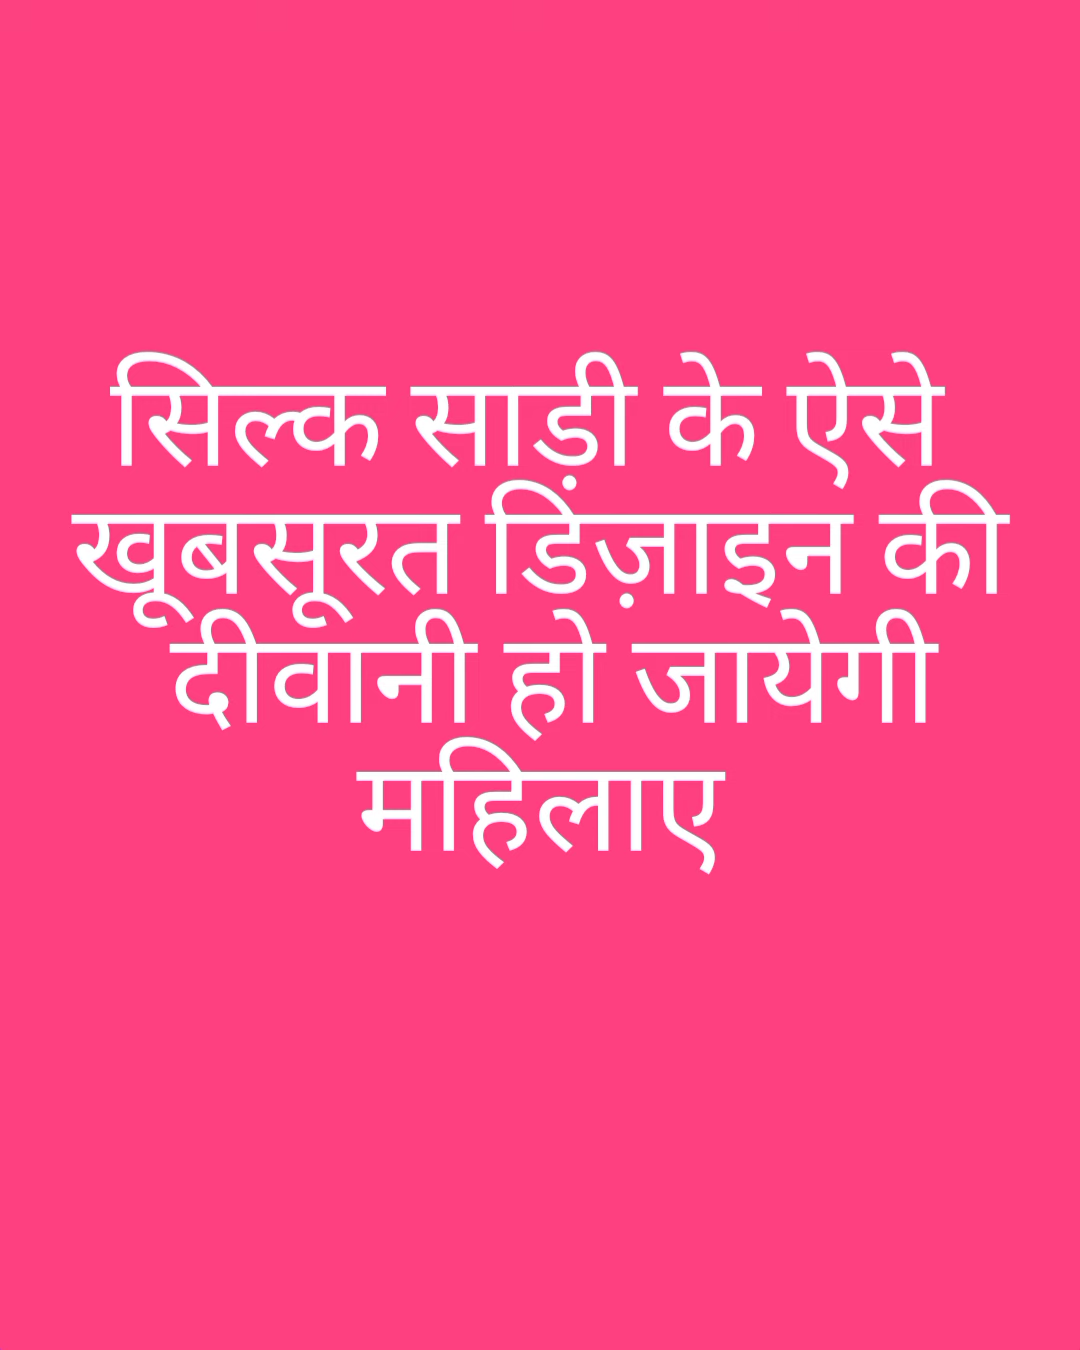 सिल्क साड़ी के ऐसे
खूबसूरत डिज़ाइन की
दीवानी हो जायेगी
महिलाए